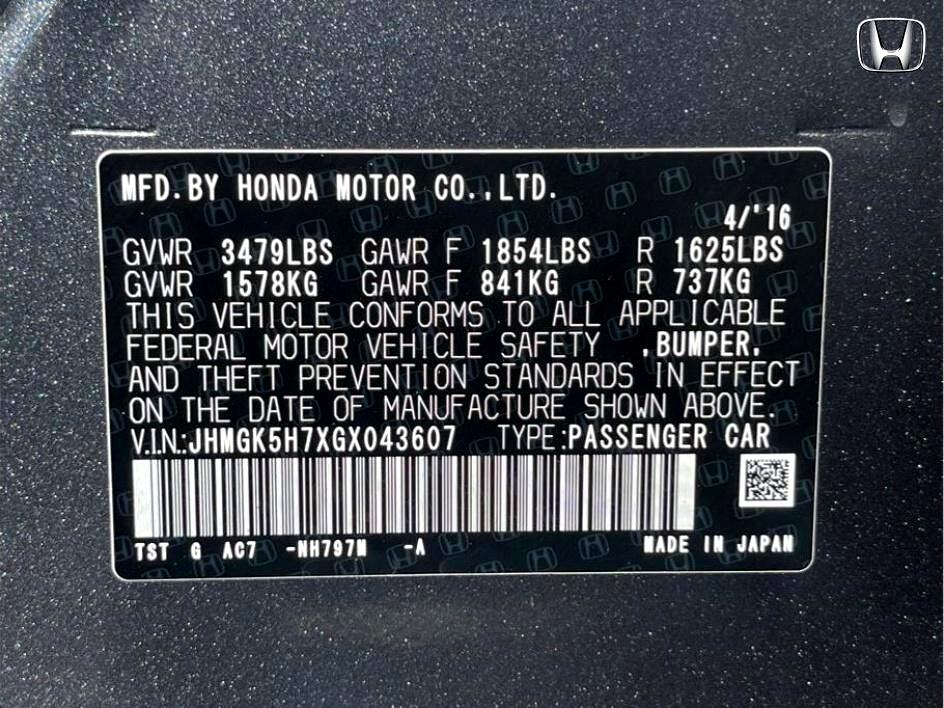 MFD.BY HONDA MOTOR CO.,LTD.
4/'16
GVWR 3479LBS GAWR F 1854LBS R 1625LBS
GVWR 1578KG GAWR F 841KG R 737KG
THIS VEHICLE CONFORMS TO ALL APPLICABLE
FEDERAL MOTOR VEHICLE SAFETY ,BUMPER,
AND THEFT PREVENTION STANDARDS IN EFFECT
ON THE DATE OF MANUFACTURE SHOWN ABOVE.
V.I.N.:JHMGK5H7XGX043607 TYPE:PASSENGER CAR
TST G AC7 -NH797M -A MADE IN JAPAN